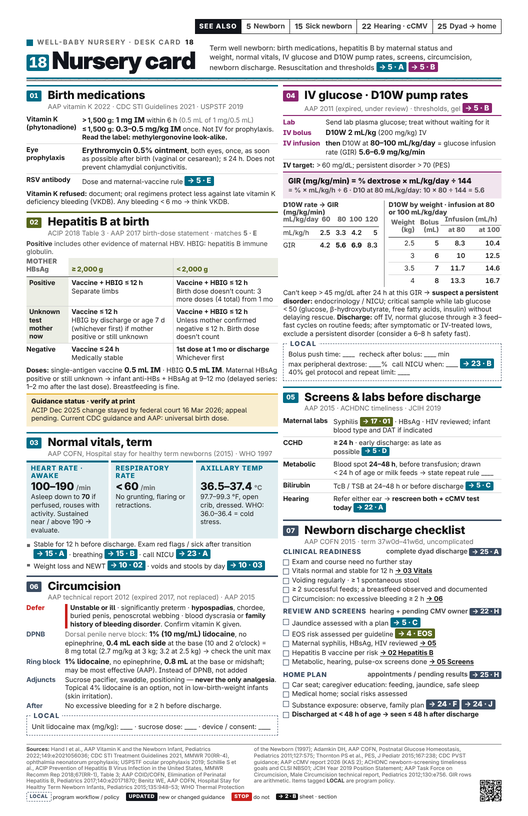 SEE ALSO 5 Newborn 15 Sick newborn 22 Hearing · cCMV 25 Dyad → home
WELL-BABY NURSERY · DESK CARD 18
18 Nursery card
Term well newborn: birth medications, hepatitis B by maternal status and
weight, normal vitals, IV glucose and D10W pump rates, screens, circumcision,
newborn discharge. Resuscitation and thresholds → 5 · A → 5 · B
01 Birth medications
AAP vitamin K 2022 · CDC STI Guidelines 2021 · USPSTF 2019
Vitamin K (phytonadione)
> 1,500 g: 1 mg IM within 6 h (0.5 mL of 1 mg/0.5 mL)
≤ 1,500 g: 0.3–0.5 mg/kg IM once. Not IV for prophylaxis.
Read the label: methylergonovine look-alike.
Eye prophylaxis
Erythromycin 0.5% ointment, both eyes, once, as soon
as possible after birth (vaginal or cesarean); ≤ 24 h. Does not
prevent chlamydial conjunctivitis.
RSV antibody Dose and maternal-vaccine rule → 5 · E
Vitamin K refused: document; oral regimens protect less against late vitamin K
deficiency bleeding (VKDB). Any bleeding < 6 mo → think VKDB.
02 Hepatitis B at birth
ACIP 2018 Table 3 · AAP 2017 birth-dose statement · matches 5 · E
Positive includes other evidence of maternal HBV. HBIG: hepatitis B immune
globulin.
MOTHER HBsAg ≥ 2,000 g < 2,000 g
Positive
Vaccine + HBIG ≤ 12 h
Separate limbs
Vaccine + HBIG ≤ 12 h
Birth dose doesn't count: 3
more doses (4 total) from 1 mo
Unknown test mother now
Vaccine ≤ 12 h
HBIG by discharge or age 7 d
(whichever first) if mother
positive
Vaccine ≤ 12 h
Unless mother confirmed
negative ≤ 12 h. Birth dose
doesn't count
Negative
Vaccine ≤ 24 h
Medically stable
1st dose at 1 mo or discharge
Whichever first
Doses: single-antigen vaccine 0.5 mL IM · HBIG 0.5 mL IM. Maternal HBsAg
positive or still unknown → infant anti-HBs + HBsAg at 9–12 mo (delayed series:
1–2 mo after the last dose). Breastfeeding is fine.
Guidance status · verify at print
ACIP Dec 2025 change stayed by federal court 16 Mar 2026; appeal
pending. Current CDC guidance and AAP: universal birth dose.
03 Normal vitals, term
AAP COFN, Hospital stay for healthy term newborns (2015) · WHO 1997
HEART RATE · AWAKE
100–190 /min
Asleep down to 70 if
perfused, rouses with
activity. Sustained
near / above 190 →
evaluate.
RESPIRATORY RATE
< 60 /min
No grunting, flaring or
retractions.
AXILLARY TEMP
36.5–37.4 °C
97.7–99.3 °F, open
crib, dressed. WHO:
36.0–36.4 = cold
stress.
Stable for 12 h before discharge. Exam red flags / sick after transition
→ 15 · A · breathing → 15 · B · call NICU → 23 · A
Weight loss and NEWT → 10 · 02 · voids and stools by day → 10 · 03
06 Circumcision
AAP technical report 2012 (expired 2017, not replaced) · AAP 2015
Defer
Unstable or ill · significantly preterm · hypospadias, chordee,
buried penis, penoscrotal webbing · blood dyscrasia or family
history of bleeding disorder. Confirm vitamin K given.
DPNB
Dorsal penile nerve block: 1% (10 mg/mL) lidocaine, no
epinephrine, 0.4 mL each side at the base (10 and 2 o'clock) =
8 mg total (2.7 mg/kg at 3 kg; 3.2 at 2.5 kg) → check the unit max
Ring block
1% lidocaine, no epinephrine, 0.8 mL at the base or midshaft;
may be most effective (AAP). Instead of DPNB, not added
Adjuncts
Sucrose pacifier, swaddle, positioning — never the only analgesia.
Topical 4% lidocaine is an option, not in low-birth-weight infants
(skin irritation).
After No excessive bleeding for ≥ 2 h before discharge.
LOCAL
Unit lidocaine max (mg/kg): ____ · sucrose dose: ____ · device / consent: ____
04 IV glucose · D10W pump rates
AAP 2011 (expired, under review) · thresholds, gel → 5 · B
Lab Send lab plasma glucose; treat without waiting for it
IV bolus D10W 2 mL/kg (200 mg/kg) IV
IV infusion then D10W at 80–100 mL/kg/day = glucose infusion
rate (GIR) 5.6–6.9 mg/kg/min
IV target: > 60 mg/dL; persistent disorder > 70 (PES)
GIR (mg/kg/min) = % dextrose × mL/kg/day ÷ 144
= % × mL/kg/h ÷ 6 · D10 at 80 mL/kg/day: 10 × 80 ÷ 144 = 5.6
D10W rate → GIR (mg/kg/min)
mL/kg/day 60 80 100 120
mL/kg/h 2.5 3.3 4.2 5
GIR 4.2 5.6 6.9 8.3
D10W by weight · infusion at 80 or 100 mL/kg/day
Weight (kg) Bolus (mL) Infusion (mL/h) at 80 at 100
2.5 5 8.3 10.4
3 6 10 12.5
3.5 7 11.7 14.6
4 8 13.3 16.7
Can't keep > 45 mg/dL after 24 h at this GIR → suspect a persistent
disorder: endocrinology / NICU; critical sample while lab glucose
< 50 (glucose, β-hydroxybutyrate, free fatty acids, insulin) without
delaying rescue. Discharge: off IV, normal glucose through ≥ 3 feed–
fast cycles on routine feeds; after symptomatic or IV-treated lows,
exclude a persistent disorder (consider a 6–8 h safety fast).
LOCAL
Bolus push time: ____ recheck after bolus: ____ min
max peripheral dextrose: ____% call NICU when: ____ → 23 · B
40% gel protocol and repeat limit: ____
05 Screens & labs before discharge
AAP 2015 · ACHDNC timeliness · JCIH 2019
Maternal labs Syphilis → 17 · 01 · HBsAg · HIV reviewed; infant
blood type and DAT if indicated
CCHD ≥ 24 h · early discharge: as late as
possible → 5 · D
Metabolic Blood spot 24–48 h, before transfusion; drawn
< 24 h of age or milk feeds → state repeat rule ____
Bilirubin TcB / TSB at 24–48 h or before discharge → 5 · C
Hearing Refer either ear → rescreen both + cCMV test
today → 22 · A
07 Newborn discharge checklist
AAP COFN 2015 · term 37w0d–41w6d, uncomplicated
CLINICAL READINESS complete dyad discharge → 25 · A
Exam and course need no further stay
Vitals normal and stable for 12 h → 03 Vitals
Voiding regularly · ≥ 1 spontaneous stool
≥ 2 successful feeds; a breastfeed observed and documented
Circumcision: no excessive bleeding ≥ 2 h → 06
REVIEW AND SCREENS hearing + pending CMV owner → 22 · H
Jaundice assessed with a plan → 5 · C
EOS risk assessed per guideline → 4 · EOS
Maternal syphilis, HBsAg, HIV reviewed → 05
Hepatitis B vaccine per risk → 02 Hepatitis B
Metabolic, hearing, pulse-ox screens done → 05 Screens
HOME PLAN appointments / pending results → 25 · H
Car seat; caregiver education: feeding, jaundice, safe sleep
Medical home; social risks assessed
Substance exposure: observe, family plan → 24 · F → 24 · J
Discharged at < 48 h of age → seen ≤ 48 h after discharge
LOCAL program workflow / policy UPDATED new or changed guidance STOP do not → 2 · B sheet · section